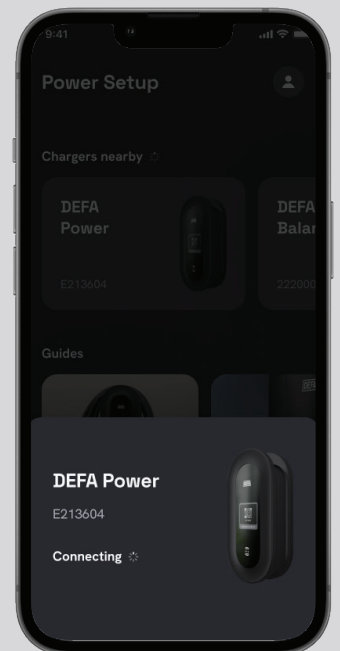 9:41
Power Setup
Chargers nearby
DEFA
Power
E213604
DEFA
Balar
222000
Guides
DEFA Power
E213604
Connecting